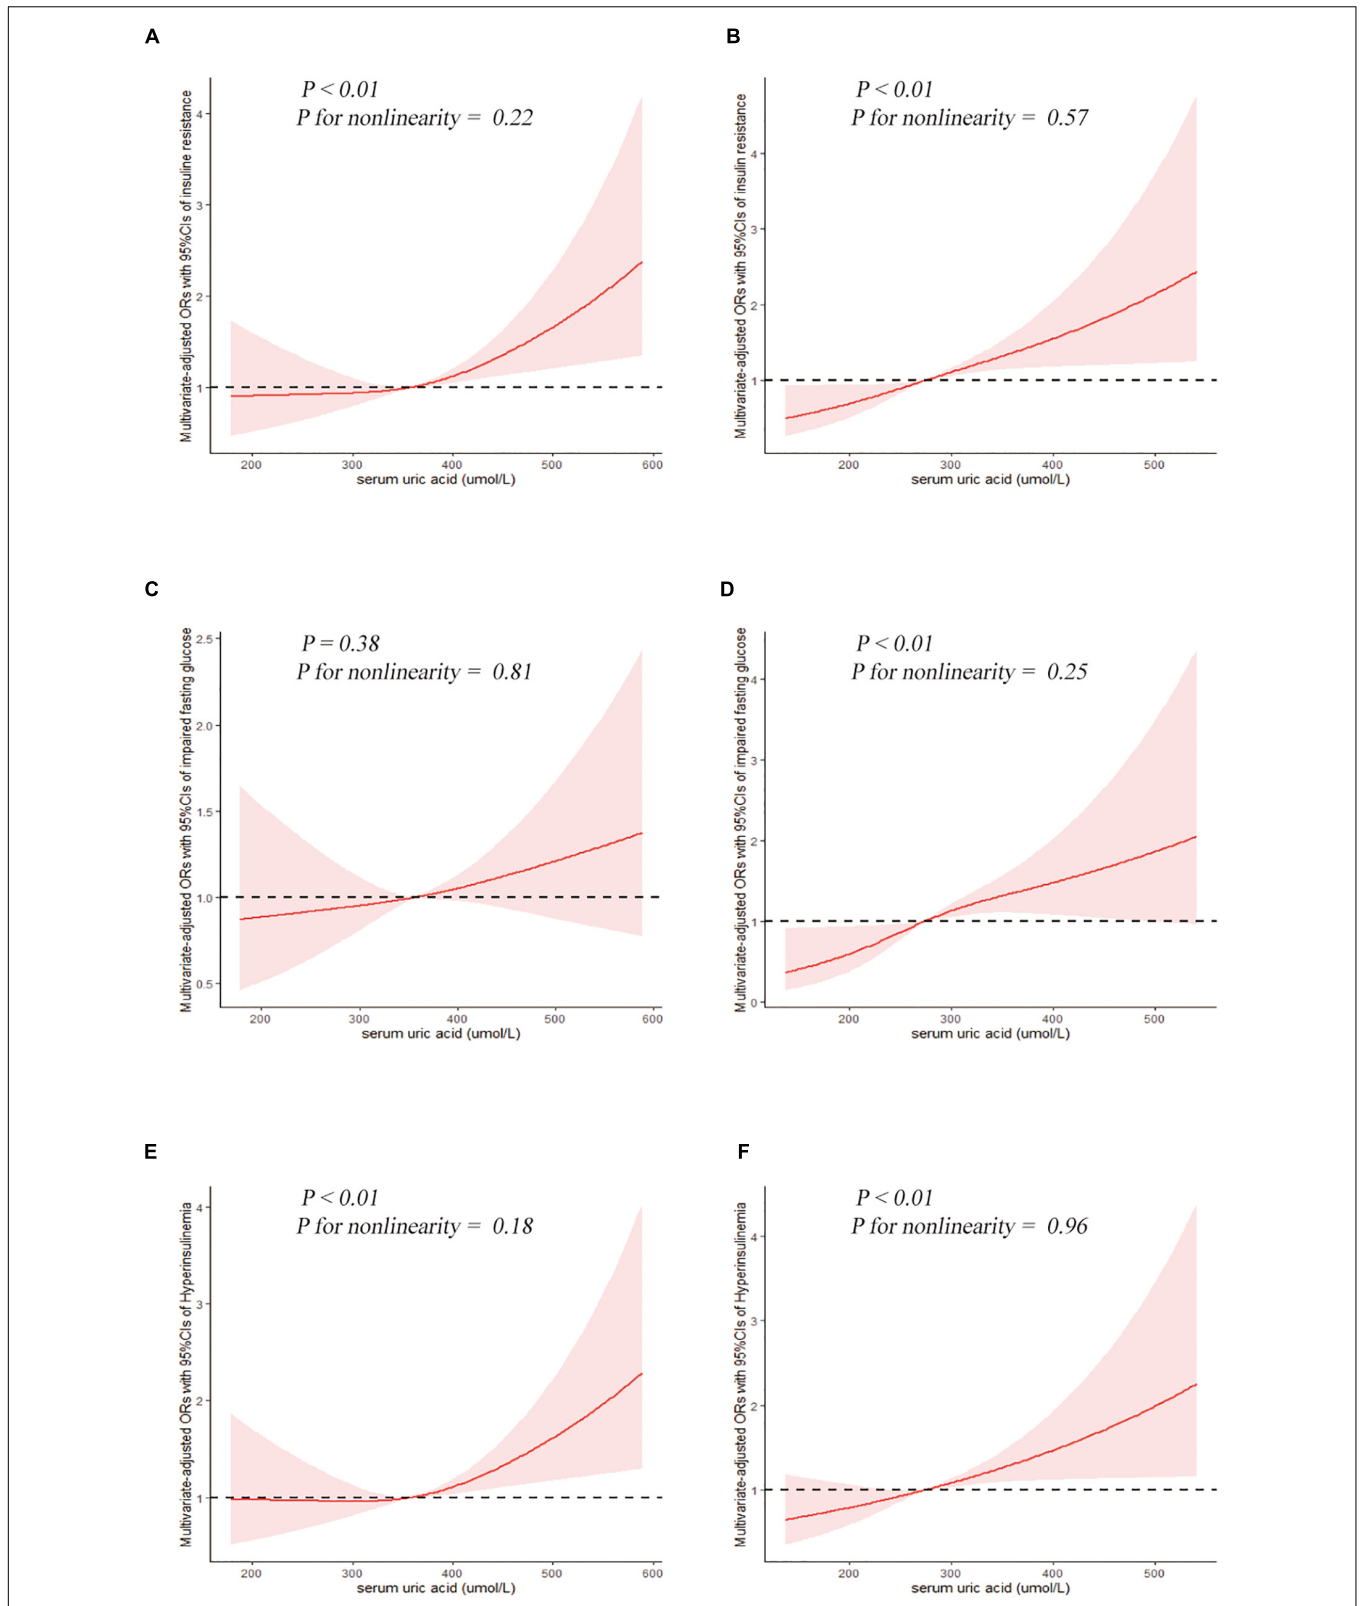 A
P < 0.01
P for nonlinearity = 0.22
Multivariate-adjusted ORs with 95%CIs of insuline resistance
4
3
2
1
200 300 400 500 600
serum uric acid (umol/L)
B
P < 0.01
P for nonlinearity = 0.57
Multivariate-adjusted ORs with 95%CIs of insulin resistance
4
3
2
1
200 300 400 500
serum uric acid (umol/L)
C
P = 0.38
P for nonlinearity = 0.81
Multivariate-adjusted ORs with 95%CIs of impaired fasting glucose
2.5
2.0
1.5
1.0
0.5
200 300 400 500 600
serum uric acid (umol/L)
D
P < 0.01
P for nonlinearity = 0.25
Multivariate-adjusted ORs with 95%CIs of impaired fasting glucose
4
3
2
1
0
200 300 400 500
serum uric acid (umol/L)
E
P < 0.01
P for nonlinearity = 0.18
Multivariate-adjusted ORs with 95%CIs of Hyperinsulinemia
4
3
2
1
200 300 400 500 600
serum uric acid (umol/L)
F
P < 0.01
P for nonlinearity = 0.96
Multivariate-adjusted ORs with 95%CIs of Hyperinsulinemia
4
3
2
1
200 300 400 500
serum uric acid (umol/L)